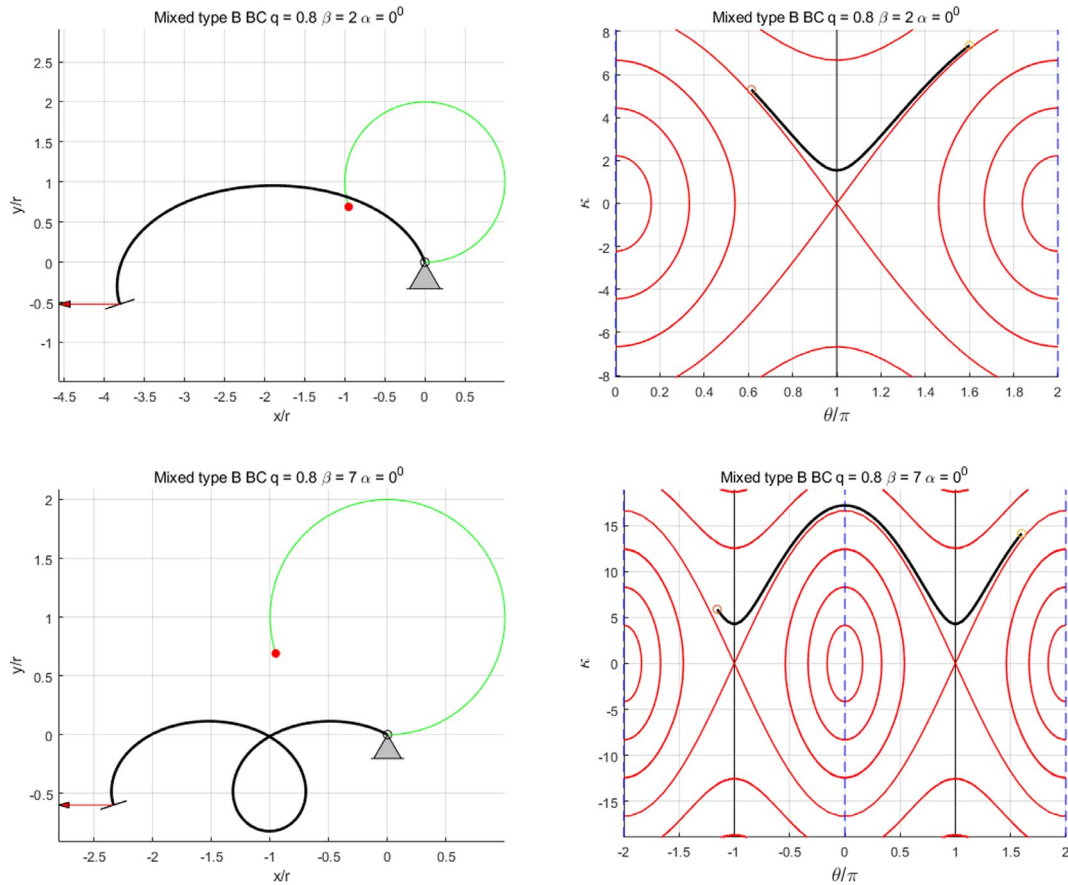 Mixed type B BC q = 0.8 β = 2 α = 0⁰
2.5
2
1.5
1
0.5
0
-0.5
-1
y/r
-4.5 -4 -3.5 -3 -2.5 -2 -1.5 -1 -0.5 0 0.5
x/r
Mixed type B BC q = 0.8 β = 2 α = 0⁰
8
6
4
2
0
-2
-4
-6
-8
κ
0 0.2 0.4 0.6 0.8 1 1.2 1.4 1.6 1.8 2
θ/π
Mixed type B BC q = 0.8 β = 7 α = 0⁰
2
1.5
1
0.5
0
-0.5
y/r
-2.5 -2 -1.5 -1 -0.5 0 0.5
x/r
Mixed type B BC q = 0.8 β = 7 α = 0⁰
15
10
5
0
-5
-10
-15
κ
-2 -1.5 -1 -0.5 0 0.5 1 1.5 2
θ/π